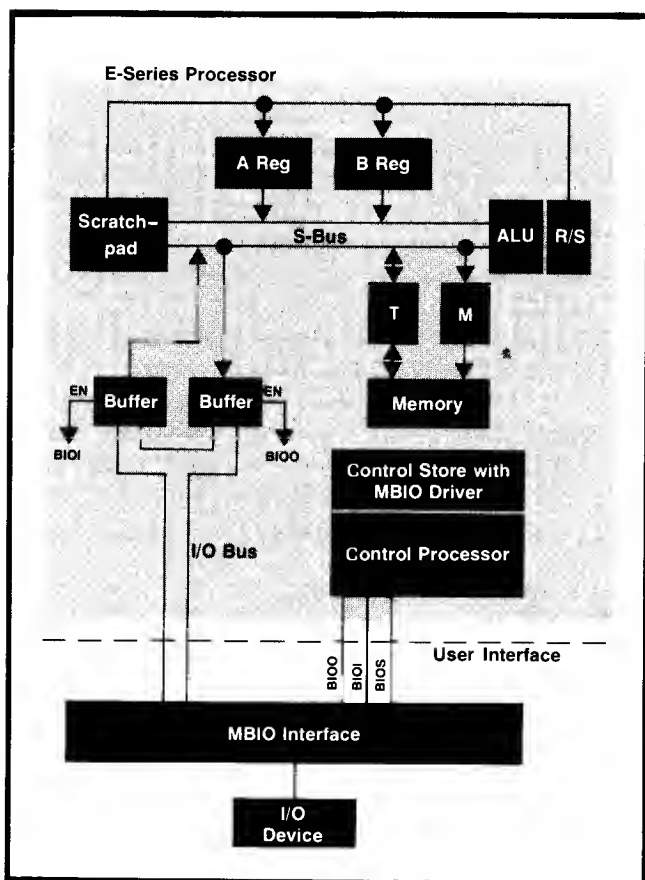 E-Series Processor
A Reg
B Reg
Scratch-
pad
S-Bus
ALU
R/S
T
M
EN
Buffer
Buffer
EN
Memory
BIOI
BIOO
Control Store with
MBIO Driver
I/O Bus
Control Processor
User Interface
BIOO
BIOI
BIOS
MBIO Interface
I/O
Device